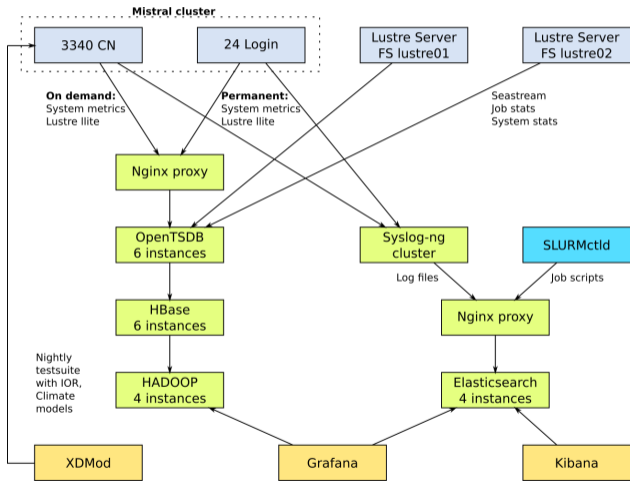 Mistral cluster
3340 CN
24 Login
Lustre Server
FS lustre01
Lustre Server
FS lustre02
On demand:
System metrics
Lustre llite
Permanent:
System metrics
Lustre llite
Seastream
Job stats
System stats
Nginx proxy
OpenTSDB
6 instances
Syslog-ng
cluster
SLURMctld
Log files
Job scripts
HBase
6 instances
Nginx proxy
Nightly
testsuite
with IOR,
Climate
models
HADOOP
4 instances
Elasticsearch
4 instances
XDMod
Grafana
Kibana